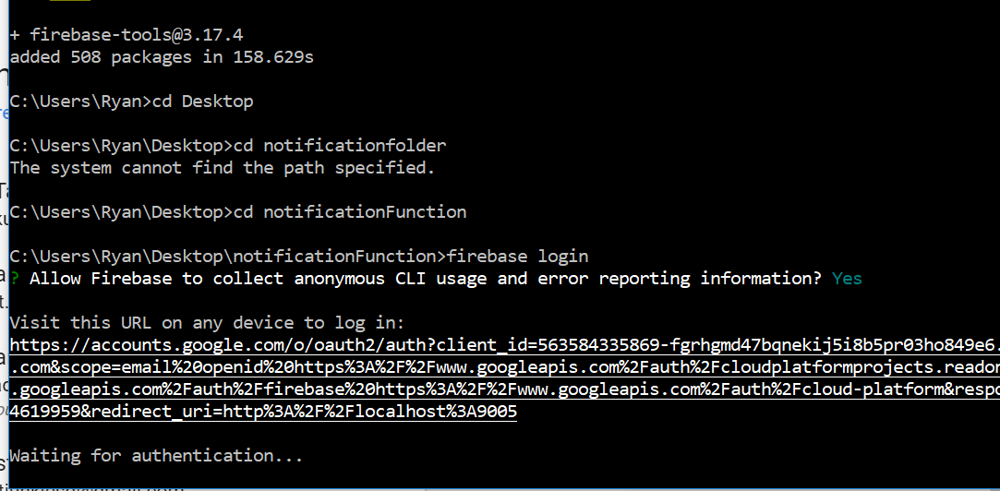 + firebase-tools@3.17.4
added 508 packages in 158.629s
C:\Users\Ryan>cd Desktop
C:\Users\Ryan\Desktop>cd notificationfolder
The system cannot find the path specified.
C:\Users\Ryan\Desktop>cd notificationFunction
C:\Users\Ryan\Desktop\notificationFunction>firebase login
? Allow Firebase to collect anonymous CLI usage and error reporting information? Yes
Visit this URL on any device to log in:
https://accounts.google.com/o/oauth2/auth?client_id=563584335869-fgrhgmd47bqnekij5i8b5pr03ho849e6.
.com&scope=email%20openid%20https%3A%2F%2Fwww.googleapis.com%2Fauth%2Fcloudplatformprojects.readon
.googleapis.com%2Fauth%2Ffirebase%20https%3A%2F%2Fwww.googleapis.com%2Fauth%2Fcloud-platform&respo
4619959&redirect_uri=http%3A%2F%2Flocalhost%3A9005
Waiting for authentication...